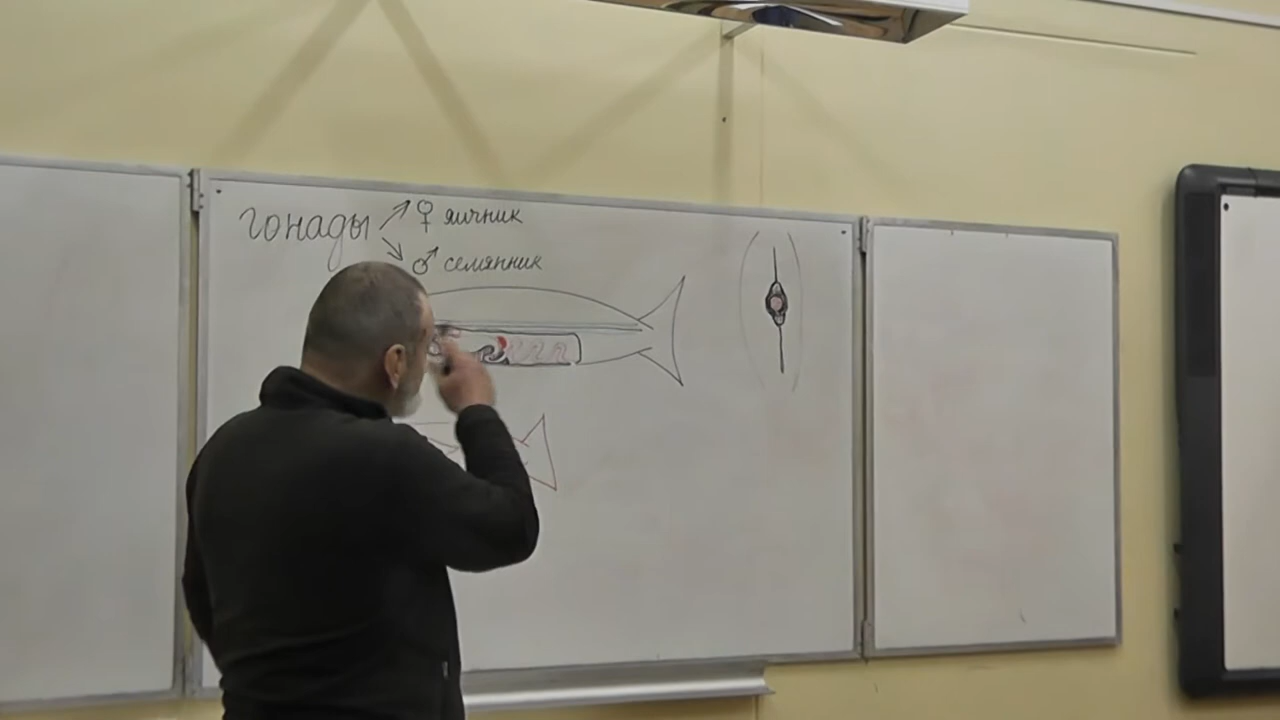 гонады ↗ ♀ яичник
↘ ♂ семянник